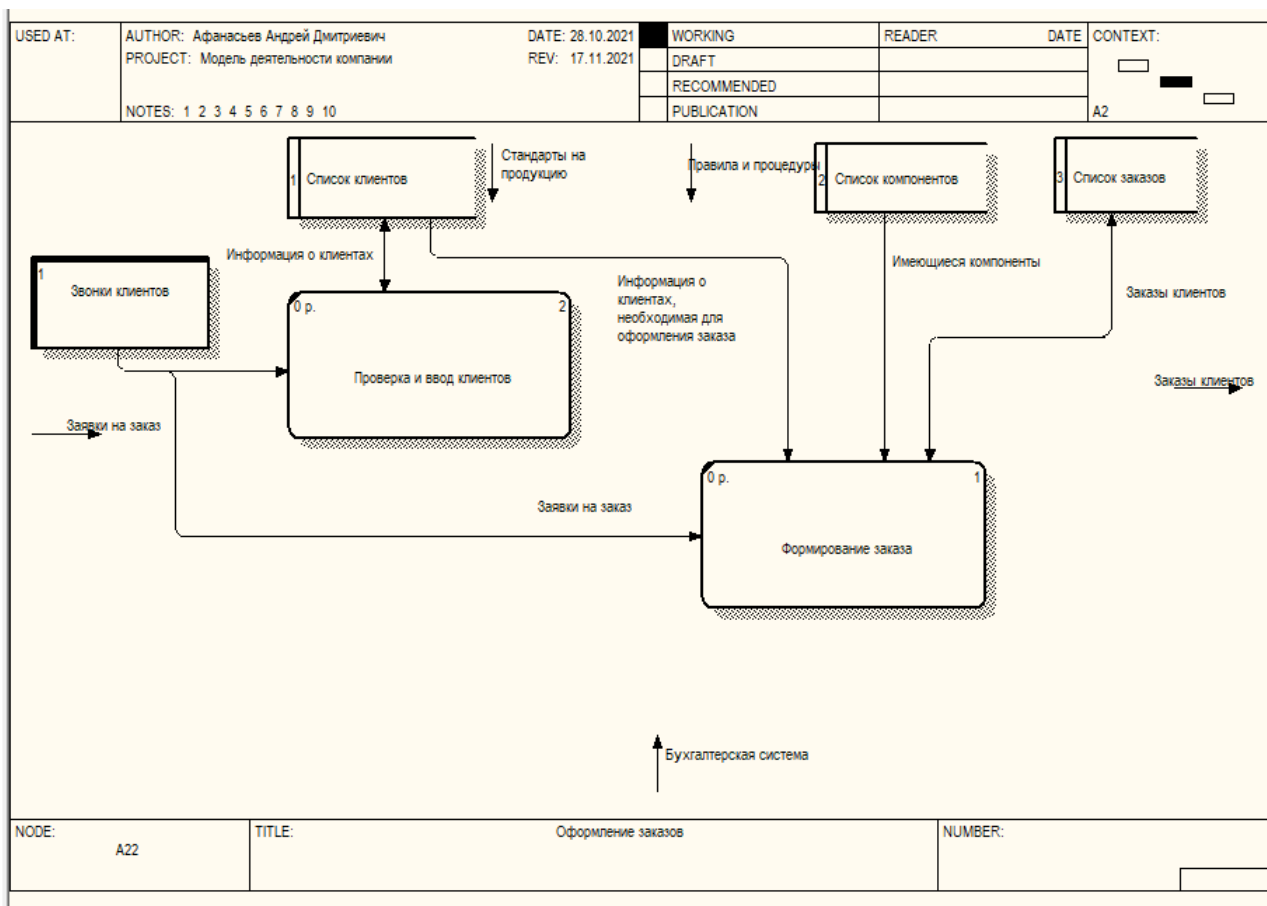 USED AT:
AUTHOR: Афанасьев Андрей Дмитриевич
DATE: 28.10.2021
PROJECT: Модель деятельности компании
REV: 17.11.2021
NOTES: 1 2 3 4 5 6 7 8 9 10
WORKING
DRAFT
RECOMMENDED
PUBLICATION
READER
DATE
CONTEXT:
A2
1
Список клиентов
Стандарты на
продукцию
Правила и процедуры
2
Список компонентов
3
Список заказов
Информация о клиентах
1
Звонки клиентов
Информация о
клиентах,
необходимая для
оформления заказа
Имеющиеся компоненты
Заказы клиентов
0 р.
2
Проверка и ввод клиентов
Заказы клиентов
Заявки на заказ
0 р.
1
Заявки на заказ
Формирование заказа
Бухгалтерская система
NODE:
A22
TITLE:
Оформление заказов
NUMBER: